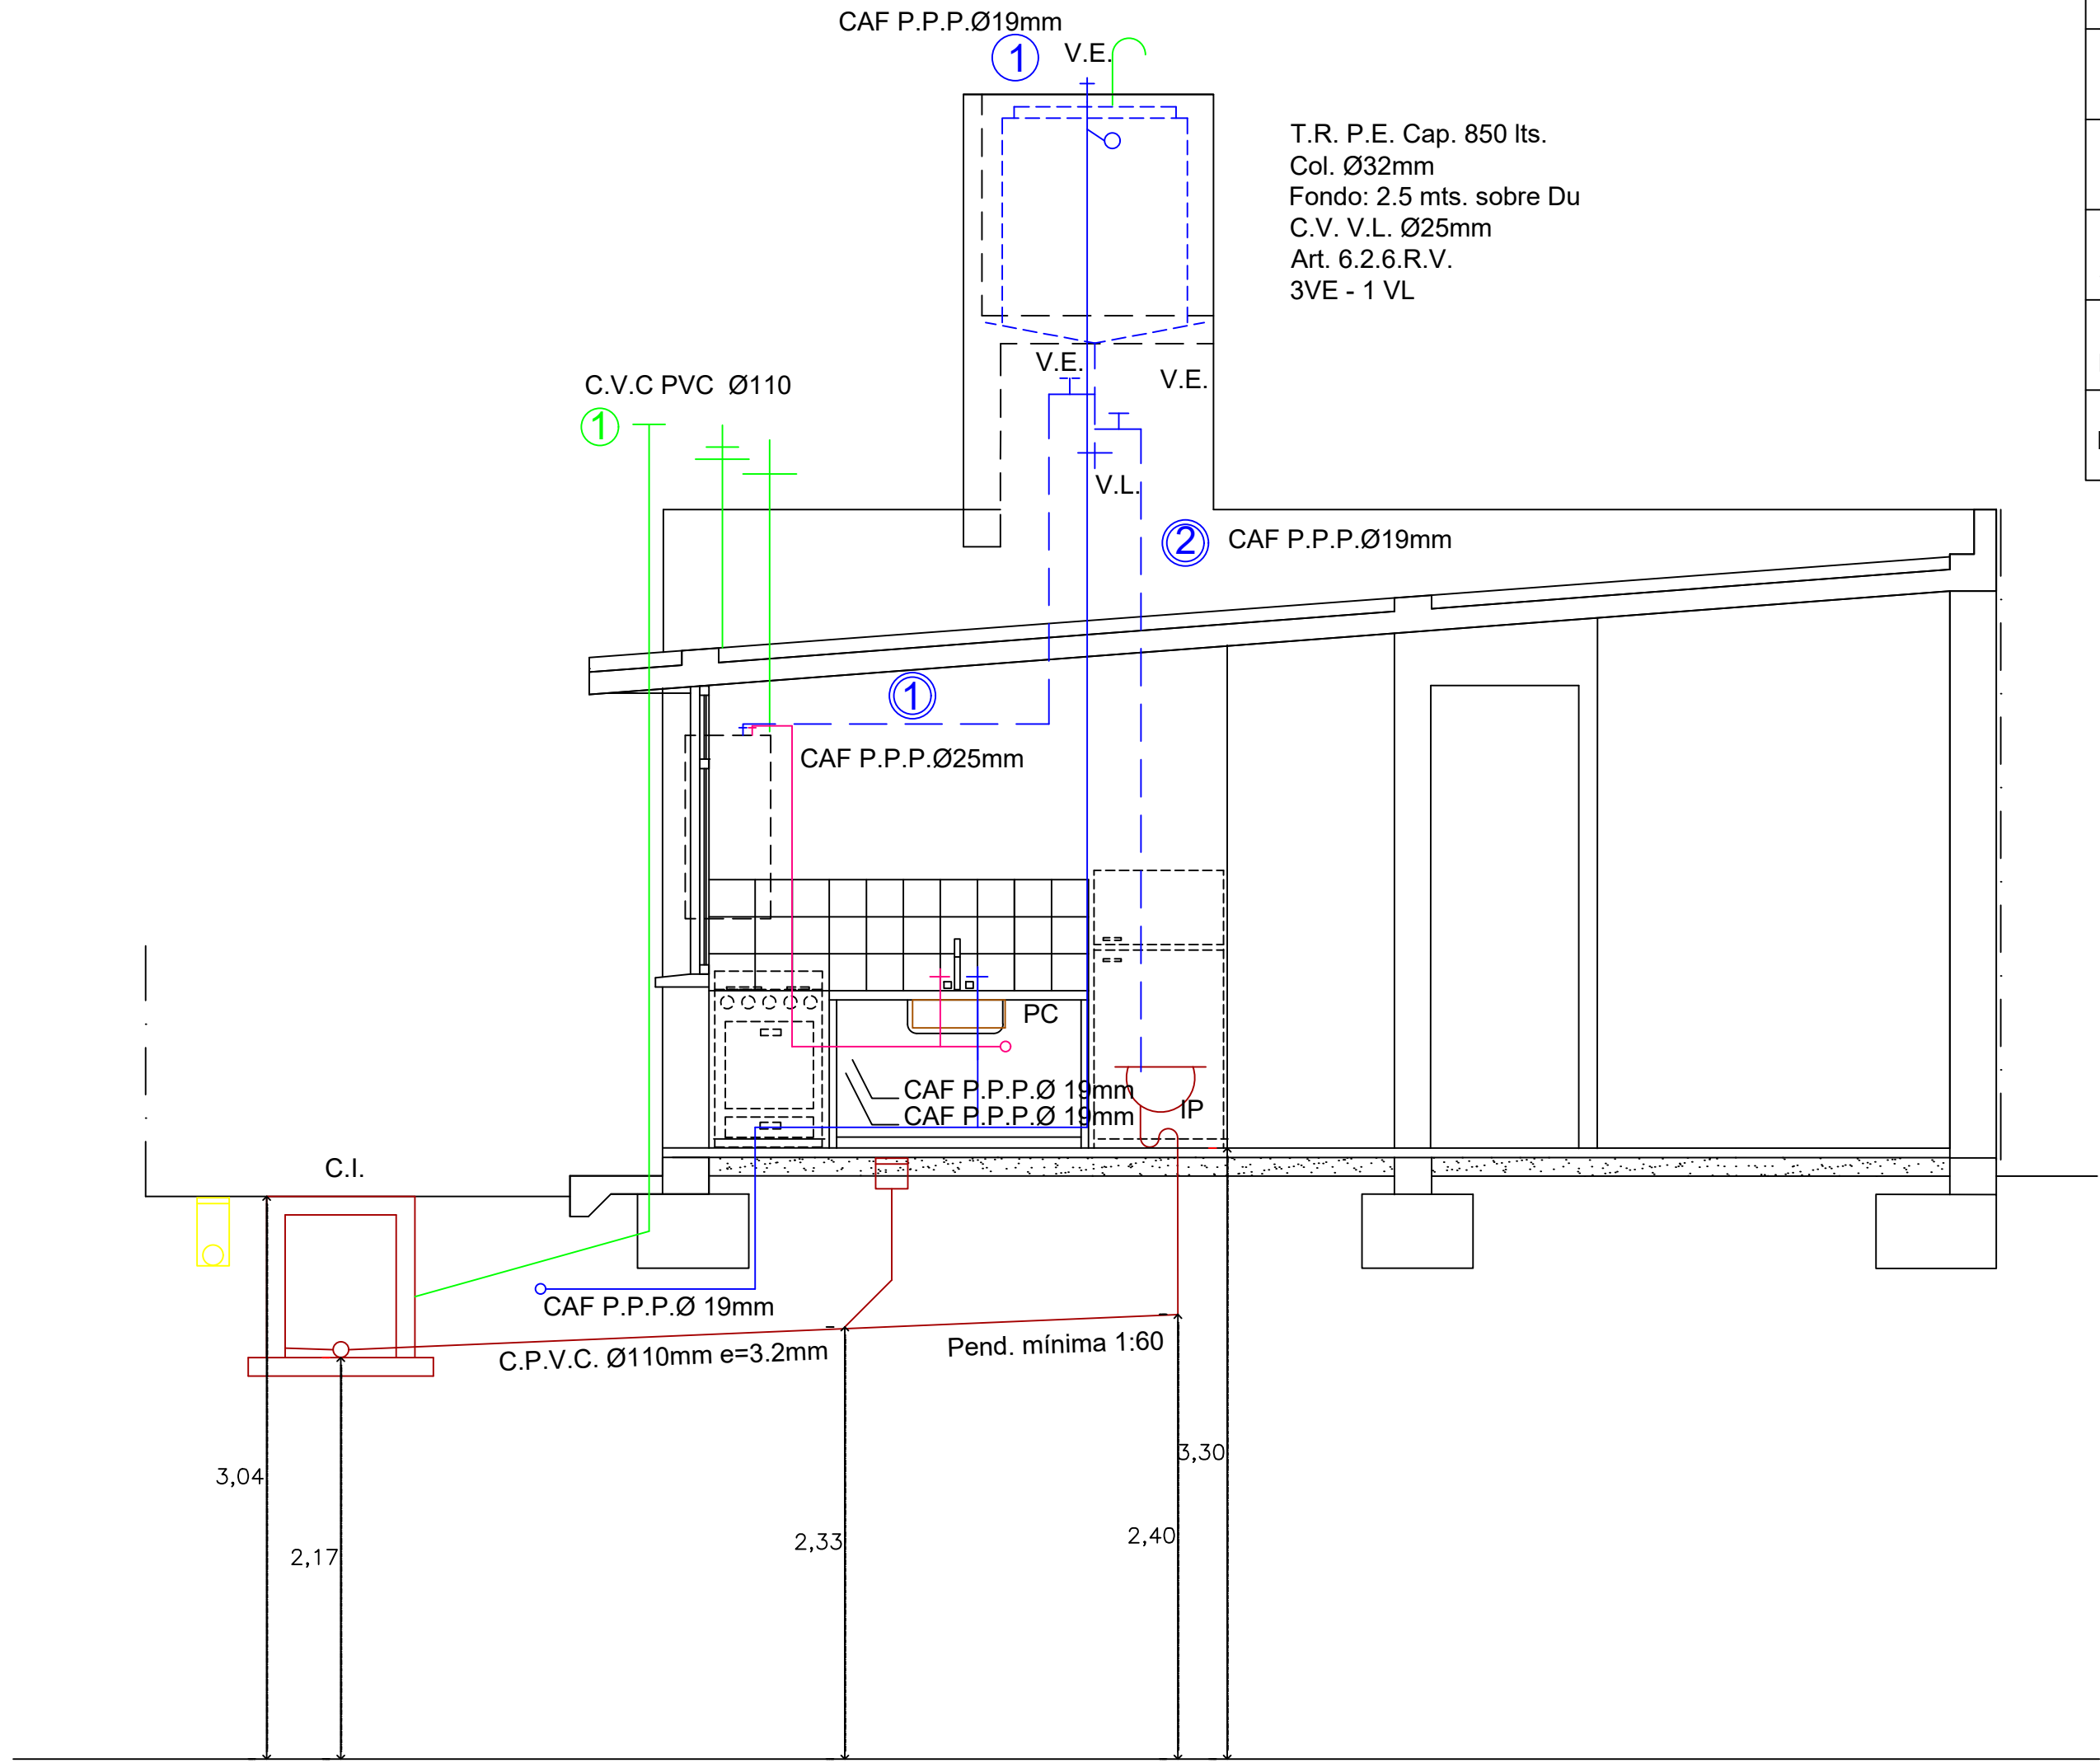 CAF P.P.P.Ø19mm
1
V.E.
T.R. P.E. Cap. 850 lts.
Col. Ø32mm
Fondo: 2.5 mts. sobre Du
C.V. V.L. Ø25mm
Art. 6.2.6.R.V.
3VE - 1 VL
V.E.
V.E.
C.V.C PVC Ø110
1
V.L.
2
CAF P.P.P.Ø19mm
1
CAF P.P.P.Ø25mm
PC
CAF P.P.P.Ø 19mm
CAF P.P.P.Ø 19mm
IP
C.I.
CAF P.P.P.Ø 19mm
C.P.V.C. Ø110mm e=3.2mm
Pend. mínima 1:60
3,04
2,17
2,33
2,40
3,30